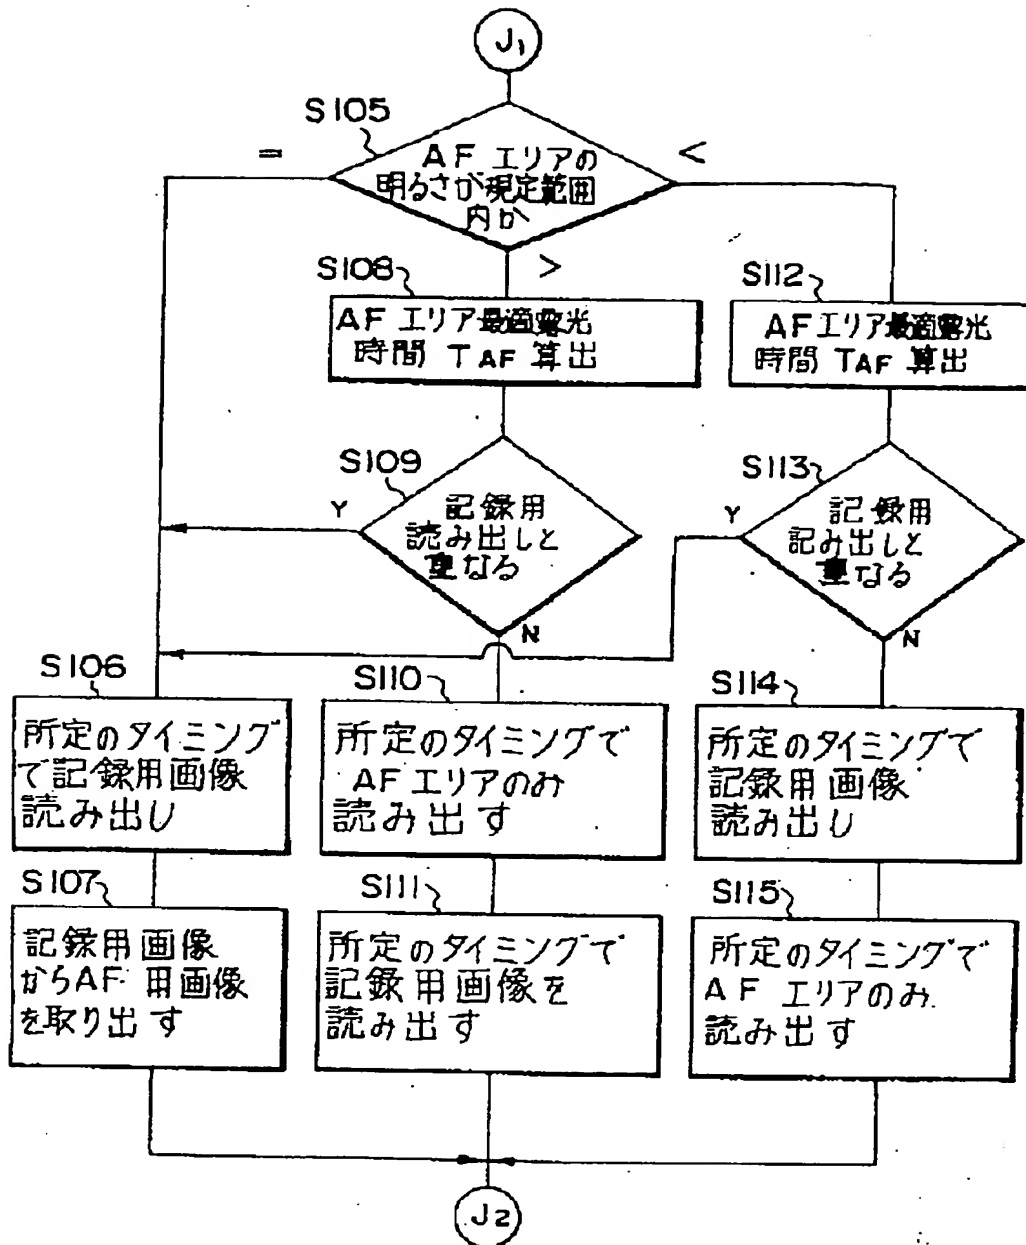 J1
S105
=
AF エリアの
明るさが規定範囲
内か
<
>
S108
AF エリア最適露光
時間 TAF 算出
S112
AFエリア最適露光
時間 TAF 算出
S109
Y
記録用
読み出しと
重なる
N
S113
Y
記録用
記み出しと
重なる
N
S106
所定のタイミング
で記録用画像
読み出し
S110
所定のタイミングで
AF エリアのみ
読み出す
S114
所定のタイミングで
記録用画像
読み出し
S107
記録用画像
からAF用画像
を取り出す
S111
所定のタイミングで
記録用画像を
読み出す
S115
所定のタイミングで
AF エリアのみ
読み出す
J2